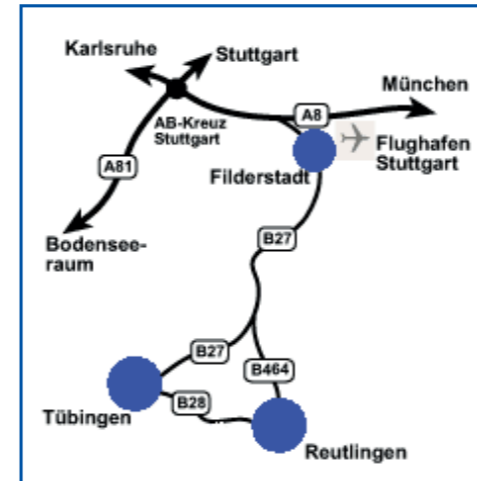 Karlsruhe
Stuttgart
München
AB-Kreuz
Stuttgart
A8
A81
Flughafen
Stuttgart
Filderstadt
Bodensee-
raum
B27
B27
B464
B28
Tübingen
Reutlingen